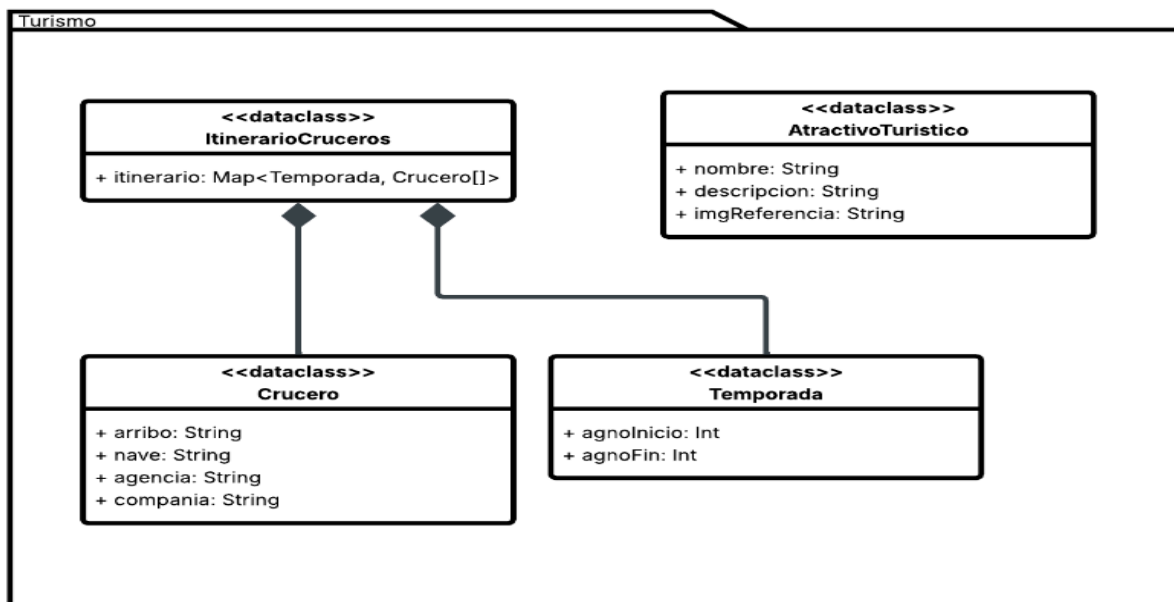 Turismo
<<dataclass>>
ItinerarioCruceros
+ itinerario: Map<Temporada, Crucero[]>
<<dataclass>>
AtractivoTuristico
+ nombre: String
+ descripcion: String
+ imgReferencia: String
<<dataclass>>
Crucero
+ arribo: String
+ nave: String
+ agencia: String
+ compania: String
<<dataclass>>
Temporada
+ agnoInicio: Int
+ agnoFin: Int